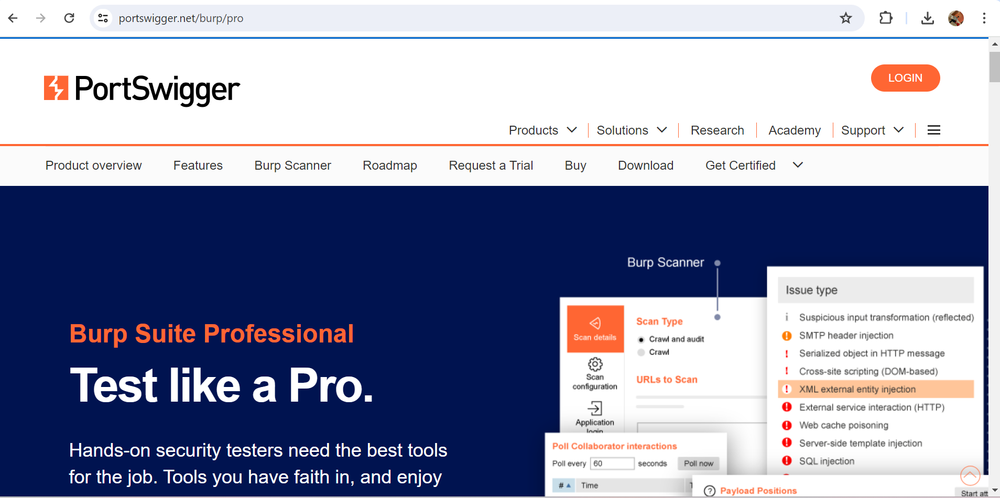 portswigger.net/burp/pro
PortSwigger
LOGIN
Products
Solutions
Research
Academy
Support
Product overview
Features
Burp Scanner
Roadmap
Request a Trial
Buy
Download
Get Certified
Burp Suite Professional
Test like a Pro.
Hands-on security testers need the best tools
for the job. Tools you have faith in, and enjoy
Burp Scanner
Scan details
Scan
configuration
Application
login
Scan Type
Crawl and audit
Crawl
URLs to Scan
Issue type
Suspicious input transformation (reflected)
SMTP header injection
Serialized object in HTTP message
Cross-site scripting (DOM-based)
XML external entity injection
External service interaction (HTTP)
Web cache poisoning
Server-side template injection
SQL injection
Poll Collaborator interactions
Poll every 60 seconds Poll now
# Time
Payload Positions
Start att